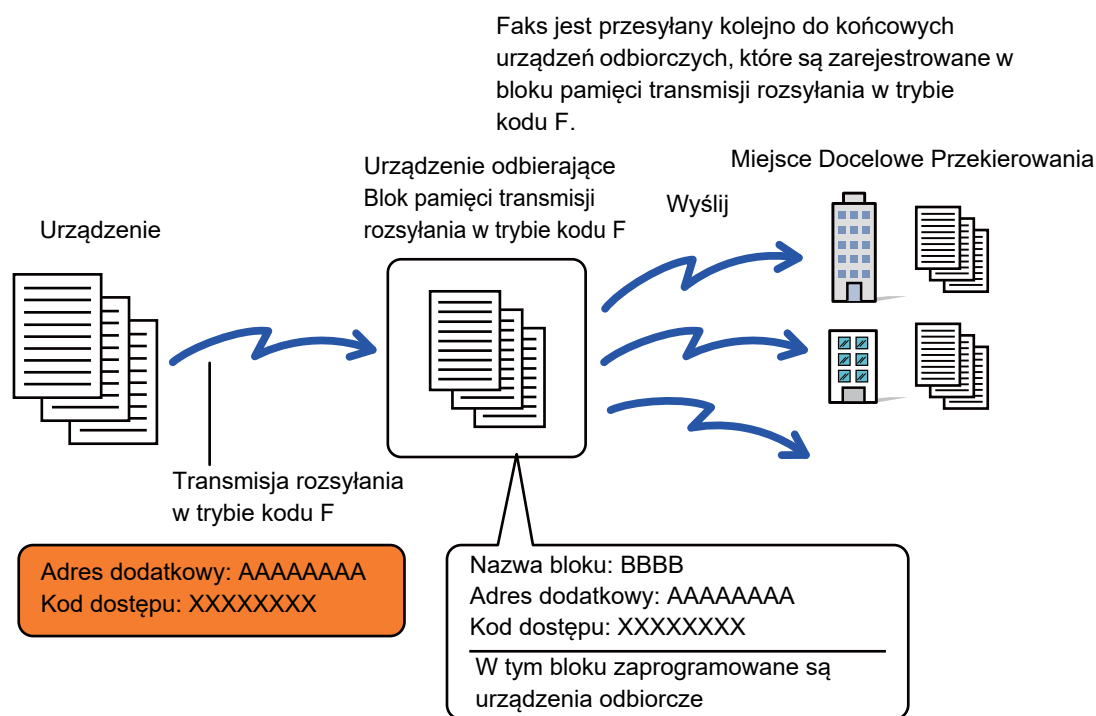 Faks jest przesyłany kolejno do końcowych
urządzeń odbiorczych, które są zarejestrowane w
bloku pamięci transmisji rozsyłania w trybie
kodu F.
Miejsce Docelowe Przekierowania
Urządzenie odbierające
Blok pamięci transmisji
rozsyłania w trybie kodu F
Wyślij
Urządzenie
Transmisja rozsyłania
w trybie kodu F
Adres dodatkowy: AAAAAAAA
Kod dostępu: XXXXXXXX
Nazwa bloku: BBBB
Adres dodatkowy: AAAAAAAA
Kod dostępu: XXXXXXXX
W tym bloku zaprogramowane są
urządzenia odbiorcze